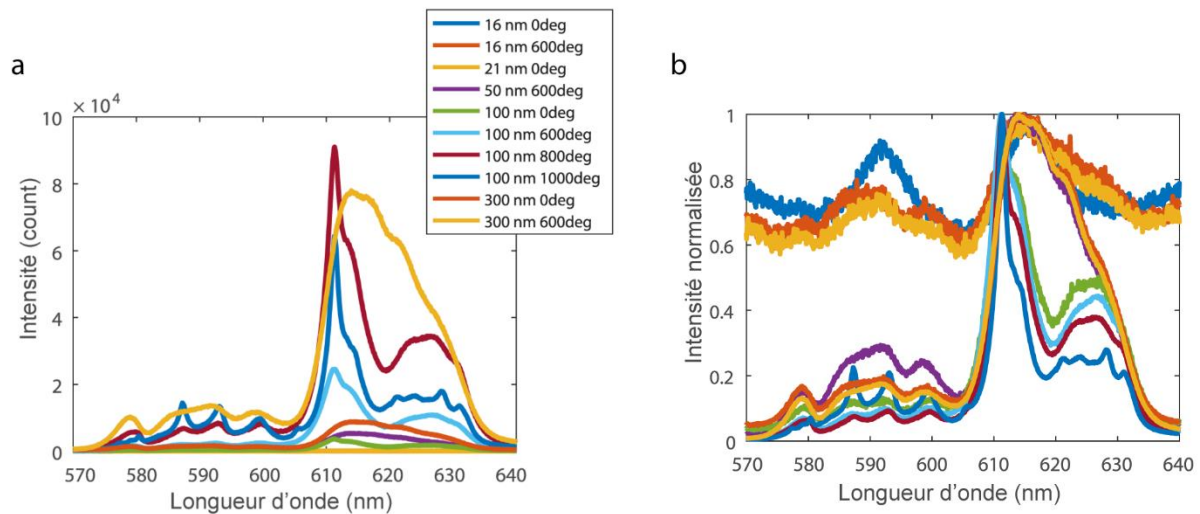 a
16 nm 0deg
16 nm 600deg
21 nm 0deg
50 nm 600deg
100 nm 0deg
100 nm 600deg
100 nm 800deg
100 nm 1000deg
300 nm 0deg
300 nm 600deg
× 10⁴
10
8
6
4
2
0
570 580 590 600 610 620 630 640
Intensité (count)
Longueur d'onde (nm)
b
1
0.8
0.6
0.4
0.2
0
570 580 590 600 610 620 630 640
Intensité normalisée
Longueur d'onde (nm)